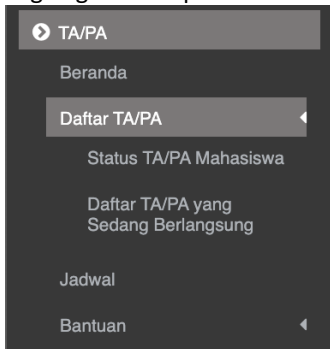 TA/PA
Beranda
Daftar TA/PA
Status TA/PA Mahasiswa
Daftar TA/PA yang
Sedang Berlangsung
Jadwal
Bantuan